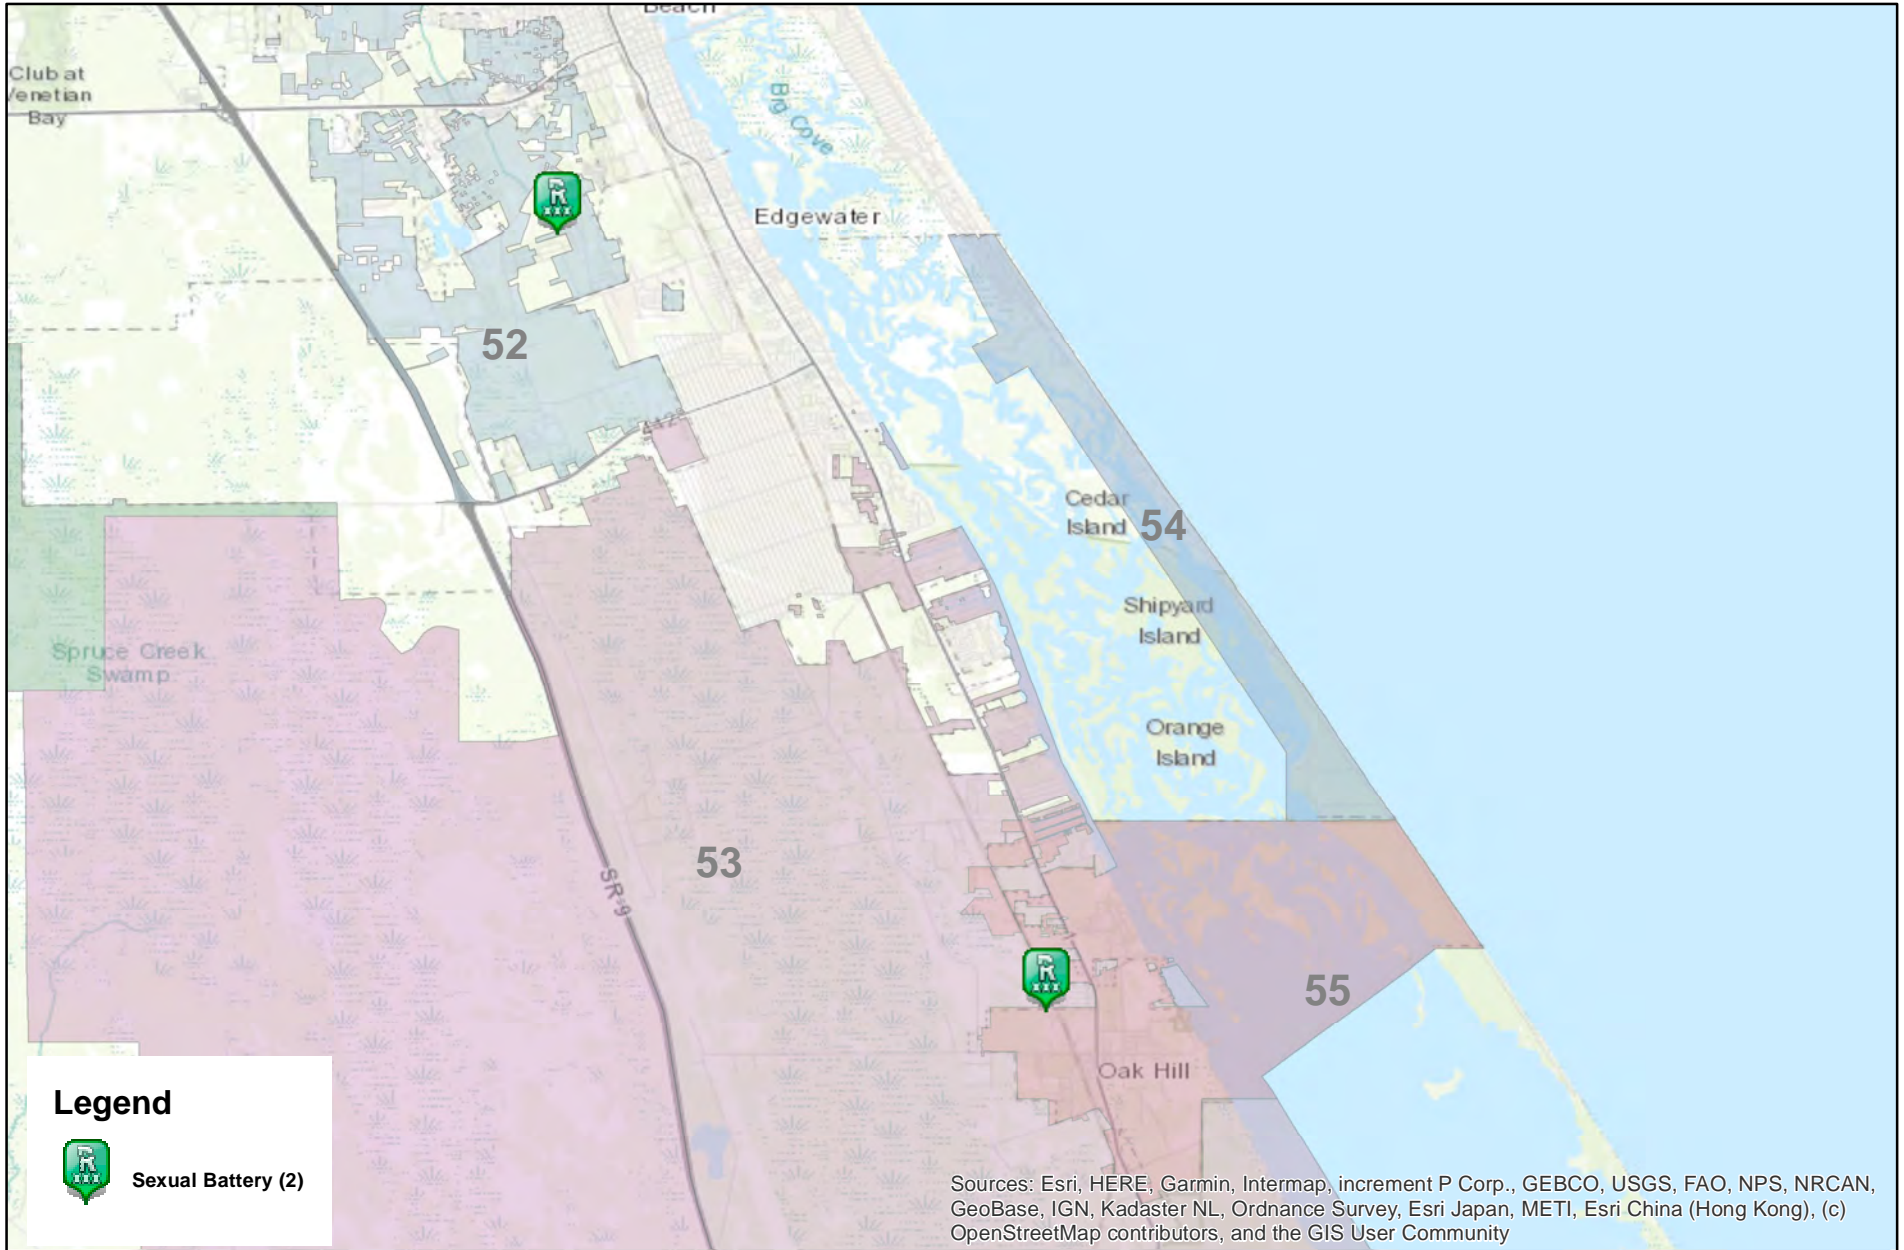 Beach
Club at
Venetian
Bay
Big Cove
Edgewater
52
Cedar
Island
54
Shipyard
Island
Spruce Creek
Swamp
Orange
Island
53
SR-9
55
Oak Hill
Legend
Sexual Battery (2)
Sources: Esri, HERE, Garmin, Intermap, increment P Corp., GEBCO, USGS, FAO, NPS, NRCAN,
GeoBase, IGN, Kadaster NL, Ordnance Survey, Esri Japan, METI, Esri China (Hong Kong), (c)
OpenStreetMap contributors, and the GIS User Community